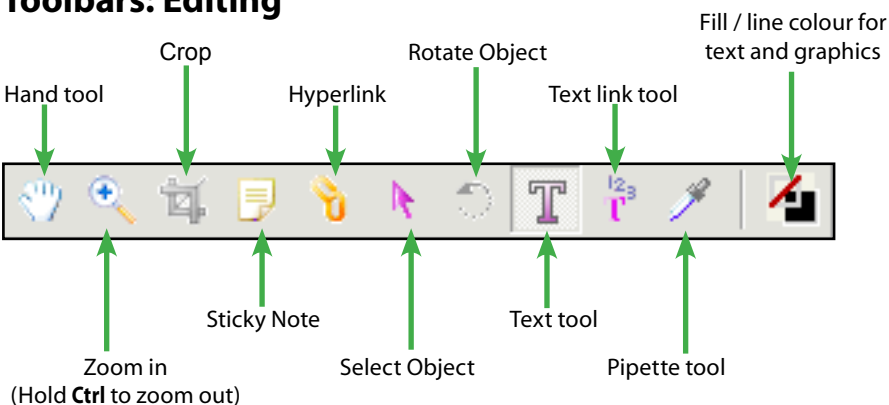 Toolbars: Editing
Fill / line colour for
text and graphics
Crop
Rotate Object
Hand tool
Hyperlink
Text link tool
T
123
T
Sticky Note
Text tool
Zoom in
(Hold Ctrl to zoom out)
Select Object
Pipette tool